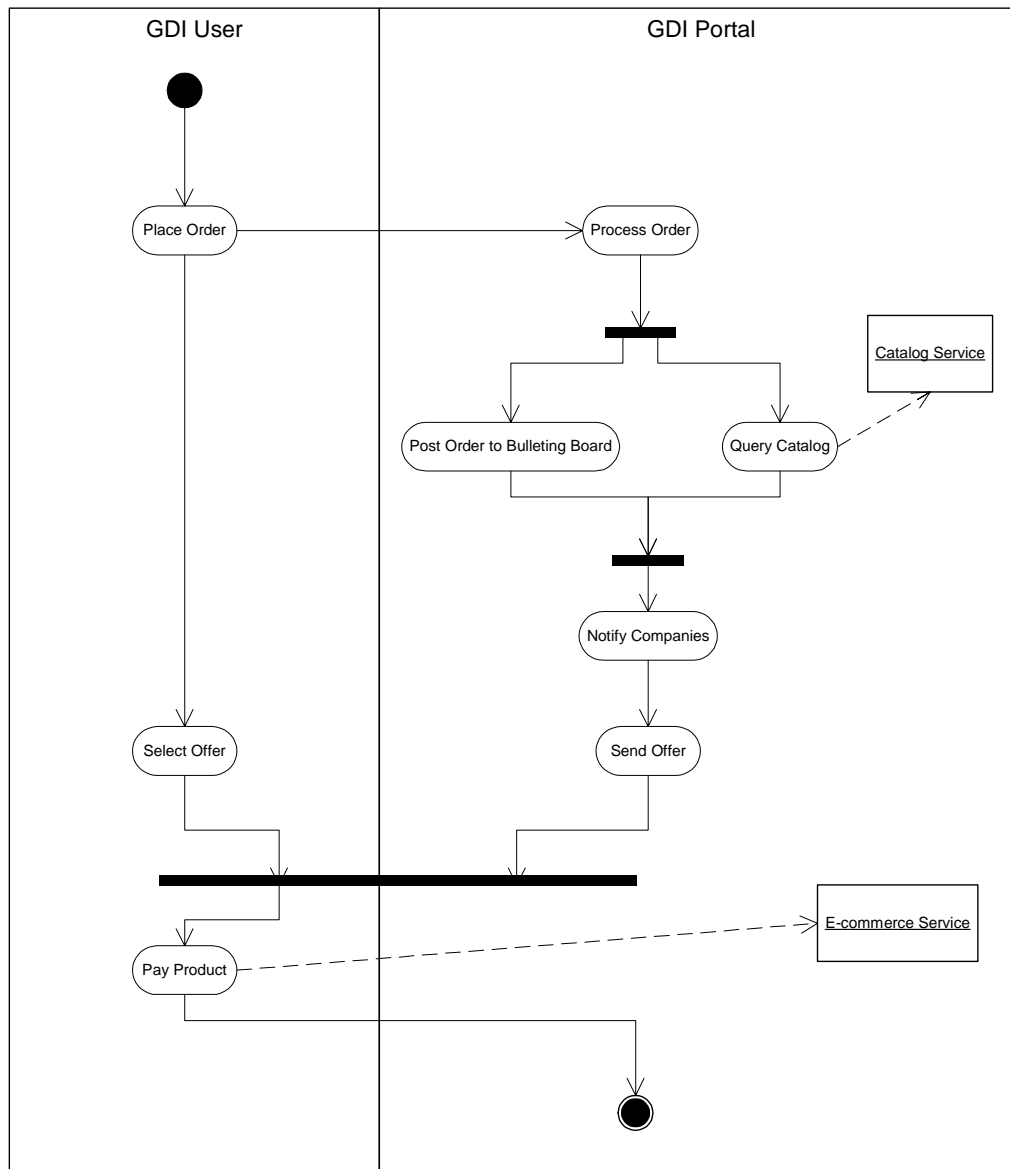 GDI User
GDI Portal
Place Order
Process Order
Catalog Service
Post Order to Bulleting Board
Query Catalog
Notify Companies
Select Offer
Send Offer
E-commerce Service
Pay Product